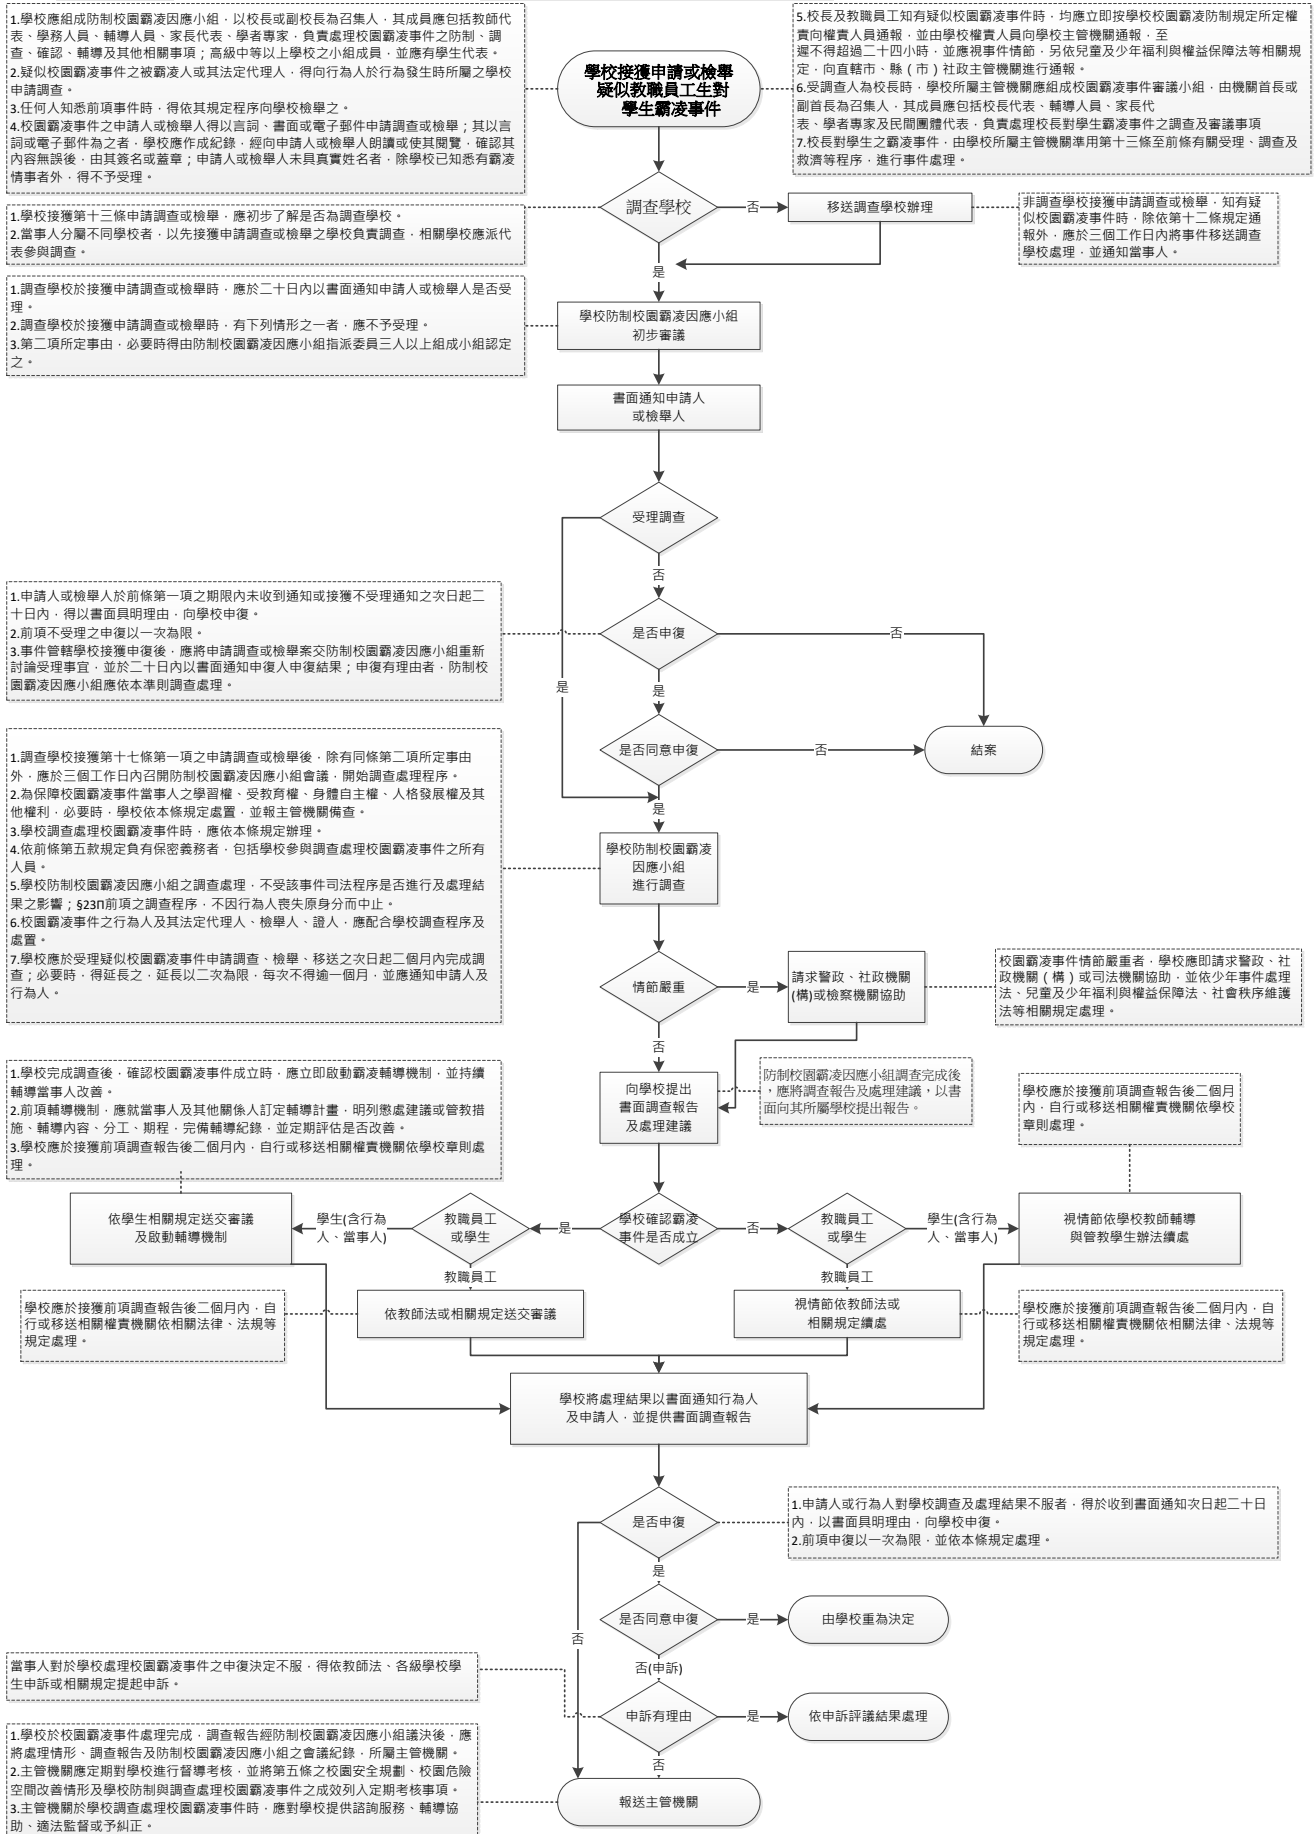 1.學校應組成防制校園霸凌因應小組，以校長或副校長為召集人，其成員應包括教師代
表、學務人員、輔導人員、家長代表、學者專家，負責處理校園霸凌事件之防制、調
查、確認、輔導及其他相關事項；高級中等以上學校之小組成員，並應有學生代表。
2.疑似校園霸凌事件之被霸凌人或其法定代理人，得向行為人於行為發生時所屬之學校
申請調查。
3.任何人知悉前項事件時，得依其規定程序向學校檢舉之。
4.校園霸凌事件之申請人或檢舉人得以言詞、書面或電子郵件申請調查或檢舉；其以言
詞或電子郵件為之者，學校應作成紀錄，經向申請人或檢舉人朗讀或使其閱覽，確認其
內容無誤後，由其簽名或蓋章；申請人或檢舉人未具真實姓名者，除學校已知悉有霸凌
情事者外，得不予受理。
學校接獲申請或檢舉
疑似教職員工生對
學生霸凌事件
5.校長及教職員工知有疑似校園霸凌事件時，均應立即按學校校園霸凌防制規定所定權
責向權責人員通報，並由學校權責人員向學校主管機關通報，至
遲不得超過二十四小時，並應視事件情節，另依兒童及少年福利與權益保障法等相關規
定，向直轄市、縣（市）社政主管機關進行通報。
6.受調查人為校長時，學校所屬主管機關應組成校園霸凌事件審議小組，由機關首長或
副首長為召集人，其成員應包括校長代表、輔導人員、家長代
表、學者專家及民間團體代表，負責處理校長對學生霸凌事件之調查及審議事項
7.校長對學生之霸凌事件，由學校所屬主管機關準用第十三條至前條有關受理、調查及
救濟等程序，進行事件處理。
1.學校接獲第十三條申請調查或檢舉，應初步了解是否為調查學校。
2.當事人分屬不同學校者，以先接獲申請調查或檢舉之學校負責調查，相關學校應派代
表參與調查。
調查學校
否
移送調查學校辦理
非調查學校接獲申請調查或檢舉，知有疑
似校園霸凌事件時，除依第十二條規定通
報外，應於三個工作日內將事件移送調查
學校處理，並通知當事人。
是
1.調查學校於接獲申請調查或檢舉時，應於二十日內以書面通知申請人或檢舉人是否受
理。
2.調查學校於接獲申請調查或檢舉時，有下列情形之一者，應不予受理。
3.第二項所定事由，必要時得由防制校園霸凌因應小組指派委員三人以上組成小組認定
之。
學校防制校園霸凌因應小組
初步審議
書面通知申請人
或檢舉人
受理調查
否
1.申請人或檢舉人於前條第一項之期限內未收到通知或接獲不受理通知之次日起二
十日內，得以書面具明理由，向學校申復。
2.前項不受理之申復以一次為限。
3.事件管轄學校接獲申復後，應將申請調查或檢舉案交防制校園霸凌因應小組重新
討論受理事宜，並於二十日內以書面通知申復人申復結果；申復有理由者，防制校
園霸凌因應小組應依本準則調查處理。
是否申復
否
是
是
是否同意申復
否
結案
是
1.調查學校接獲第十七條第一項之申請調查或檢舉後，除有同條第二項所定事由
外，應於三個工作日內召開防制校園霸凌因應小組會議，開始調查處理程序。
2.為保障校園霸凌事件當事人之學習權、受教育權、身體自主權、人格發展權及其
他權利，必要時，學校依本條規定處置，並報主管機關備查。
3.學校調查處理校園霸凌事件時，應依本條規定辦理。
4.依前條第五款規定負有保密義務者，包括學校參與調查處理校園霸凌事件之所有
人員。
5.學校防制校園霸凌因應小組之調查處理，不受該事件司法程序是否進行及處理結
果之影響；§23П前項之調查程序，不因行為人喪失原身分而中止。
6.校園霸凌事件之行為人及其法定代理人、檢舉人、證人，應配合學校調查程序及
處置。
7.學校應於受理疑似校園霸凌事件申請調查、檢舉、移送之次日起二個月內完成調
查；必要時，得延長之，延長以二次為限，每次不得逾一個月，並應通知申請人及
行為人。
學校防制校園霸凌
因應小組
進行調查
情節嚴重
是
請求警政、社政機關
(構)或檢察機關協助
校園霸凌事件情節嚴重者，學校應即請求警政、社
政機關（構）或司法機關協助，並依少年事件處理
法、兒童及少年福利與權益保障法、社會秩序維護
法等相關規定處理。
否
1.學校完成調查後，確認校園霸凌事件成立時，應立即啟動霸凌輔導機制，並持續
輔導當事人改善。
2.前項輔導機制，應就當事人及其他關係人訂定輔導計畫，明列懲處建議或管教措
施、輔導內容、分工、期程，完備輔導紀錄，並定期評估是否改善。
3.學校應於接獲前項調查報告後二個月內，自行或移送相關權責機關依學校章則處
理。
向學校提出
書面調查報告
及處理建議
防制校園霸凌因應小組調查完成後
，應將調查報告及處理建議，以書
面向其所屬學校提出報告。
學校應於接獲前項調查報告後二個月
內，自行或移送相關權責機關依學校
章則處理。
依學生相關規定送交審議
及啟動輔導機制
學生(含行為
人、當事人)
教職員工
或學生
是
學校確認霸凌
事件是否成立
否
教職員工
或學生
學生(含行為
人、當事人)
視情節依學校教師輔導
與管教學生辦法續處
教職員工
教職員工
學校應於接獲前項調查報告後二個月內，自
行或移送相關權責機關依相關法律、法規等
規定處理。
依教師法或相關規定送交審議
視情節依教師法或
相關規定續處
學校應於接獲前項調查報告後二個月內，自
行或移送相關權責機關依相關法律、法規等
規定處理。
學校將處理結果以書面通知行為人
及申請人，並提供書面調查報告
是否申復
1.申請人或行為人對學校調查及處理結果不服者，得於收到書面通知次日起二十日
內，以書面具明理由，向學校申復。
2.前項申復以一次為限，並依本條規定處理。
是
是否同意申復
是
由學校重為決定
否
否(申訴)
當事人對於學校處理校園霸凌事件之申復決定不服，得依教師法、各級學校學
生申訴或相關規定提起申訴。
申訴有理由
是
依申訴評議結果處理
否
1.學校於校園霸凌事件處理完成，調查報告經防制校園霸凌因應小組議決後，應
將處理情形、調查報告及防制校園霸凌因應小組之會議紀錄，所屬主管機關。
2.主管機關應定期對學校進行督導考核，並將第五條之校園安全規劃、校園危險
空間改善情形及學校防制與調查處理校園霸凌事件之成效列入定期考核事項。
3.主管機關於學校調查處理校園霸凌事件時，應對學校提供諮詢服務、輔導協
助、適法監督或予糾正。
報送主管機關